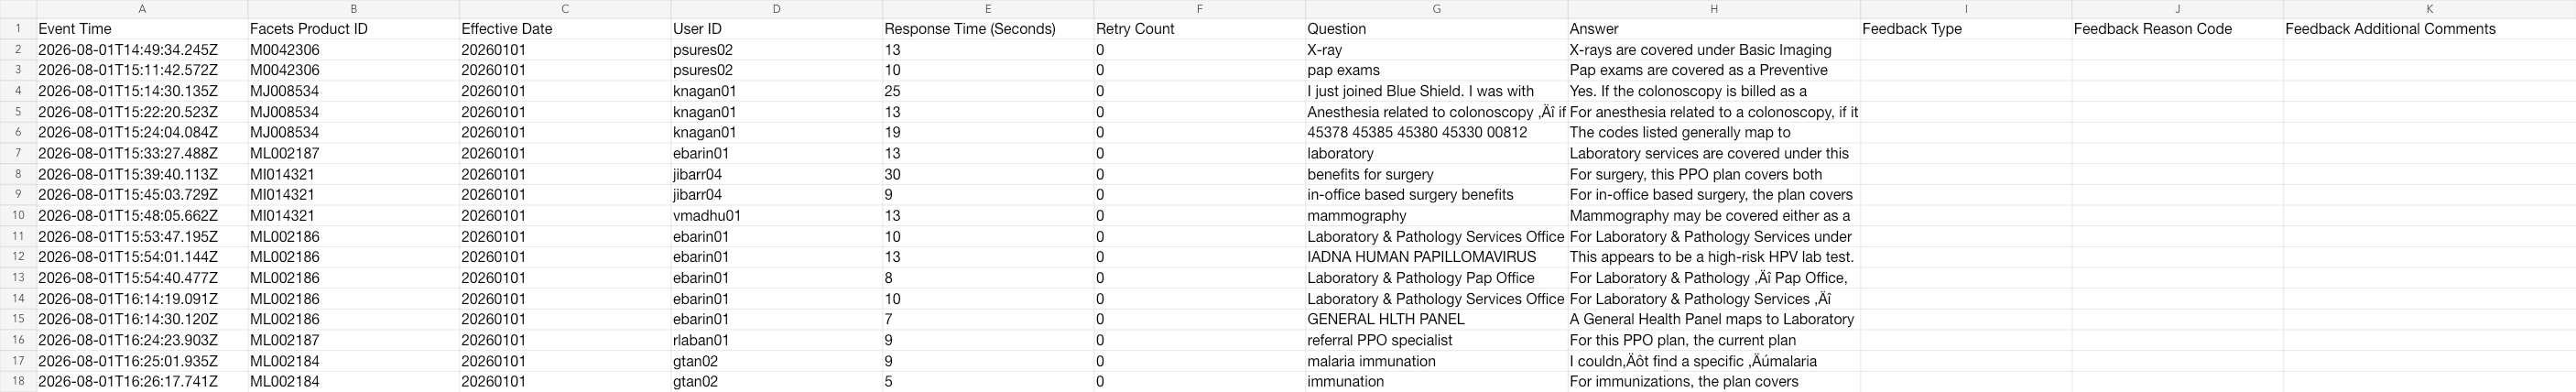 A B C D E F G H I J K
1 Event Time Facets Product ID Effective Date User ID Response Time (Seconds) Retry Count Question Answer Feedback Type Feedback Reason Code Feedback Additional Comments
2 2026-08-01T14:49:34.245Z M0042306 20260101 psures02 13 0 X-ray X-rays are covered under Basic Imaging
3 2026-08-01T15:11:42.572Z M0042306 20260101 psures02 10 0 pap exams Pap exams are covered as a Preventive
4 2026-08-01T15:14:30.135Z MJ008534 20260101 knagan01 25 0 I just joined Blue Shield. I was with Yes. If the colonoscopy is billed as a
5 2026-08-01T15:22:20.523Z MJ008534 20260101 knagan01 13 0 Anesthesia related to colonoscopy ‚Äî if For anesthesia related to a colonoscopy, if it
6 2026-08-01T15:24:04.084Z MJ008534 20260101 knagan01 19 0 45378 45385 45380 45330 00812 The codes listed generally map to
7 2026-08-01T15:33:27.488Z ML002187 20260101 ebarin01 13 0 laboratory Laboratory services are covered under this
8 2026-08-01T15:39:40.113Z MI014321 20260101 jibarr04 30 0 benefits for surgery For surgery, this PPO plan covers both
9 2026-08-01T15:45:03.729Z MI014321 20260101 jibarr04 9 0 in-office based surgery benefits For in-office based surgery, the plan covers
10 2026-08-01T15:48:05.662Z MI014321 20260101 vmadhu01 13 0 mammography Mammography may be covered either as a
11 2026-08-01T15:53:47.195Z ML002186 20260101 ebarin01 10 0 Laboratory & Pathology Services Office For Laboratory & Pathology Services under
12 2026-08-01T15:54:01.144Z ML002186 20260101 ebarin01 13 0 IADNA HUMAN PAPILLOMAVIRUS This appears to be a high-risk HPV lab test.
13 2026-08-01T15:54:40.477Z ML002186 20260101 ebarin01 8 0 Laboratory & Pathology Pap Office For Laboratory & Pathology ‚Äî Pap Office,
14 2026-08-01T16:14:19.091Z ML002186 20260101 ebarin01 10 0 Laboratory & Pathology Services Office For Laboratory & Pathology Services ‚Äî
15 2026-08-01T16:14:30.120Z ML002186 20260101 ebarin01 7 0 GENERAL HLTH PANEL A General Health Panel maps to Laboratory
16 2026-08-01T16:24:23.903Z ML002187 20260101 rlaban01 9 0 referral PPO specialist For this PPO plan, the current plan
17 2026-08-01T16:25:01.935Z ML002184 20260101 gtan02 9 0 malaria immunation I couldn‚Äôt find a specific ‚Äúmalaria
18 2026-08-01T16:26:17.741Z ML002184 20260101 gtan02 5 0 immunation For immunizations, the plan covers